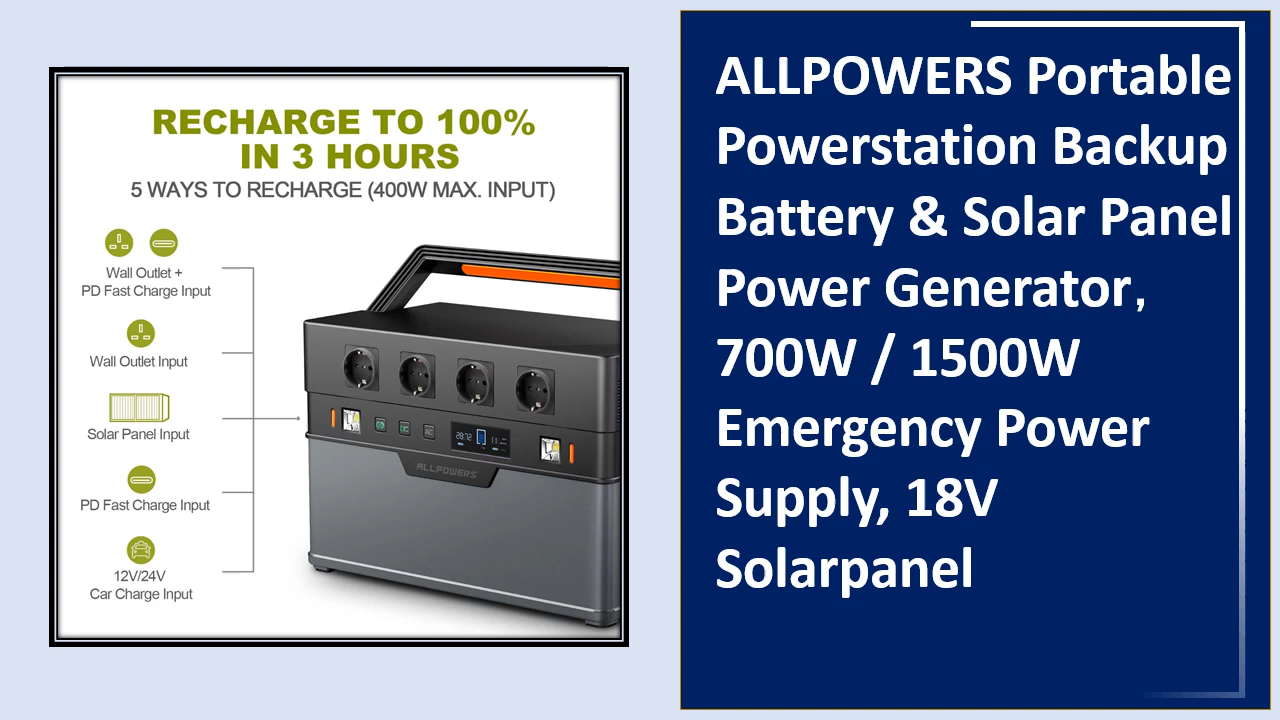 RECHARGE TO 100%
IN 3 HOURS
5 WAYS TO RECHARGE (400W MAX. INPUT)
Wall Outlet +
PD Fast Charge Input
Wall Outlet Input
Solar Panel Input
PD Fast Charge Input
12V/24V
Car Charge Input
AC
ALLPOWERS
ALLPOWERS Portable
Powerstation Backup
Battery & Solar Panel
Power Generator,
700W / 1500W
Emergency Power
Supply, 18V
Solarpanel